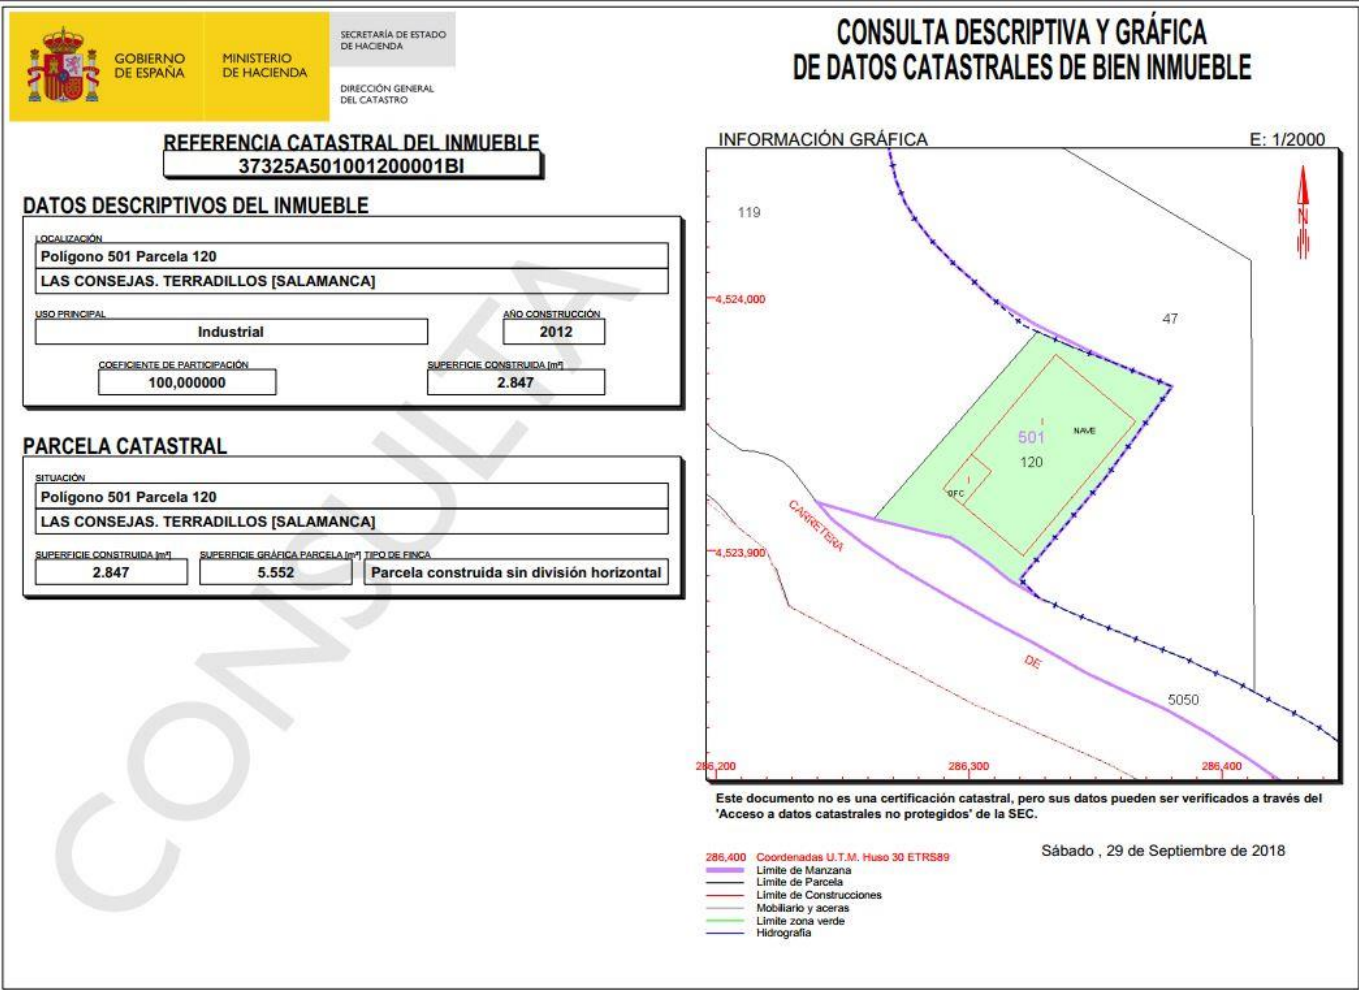 GOBIERNO
DE ESPAÑA
MINISTERIO
DE HACIENDA
SECRETARÍA DE ESTADO
DE HACIENDA
DIRECCIÓN GENERAL
DEL CATASTRO
CONSULTA DESCRIPTIVA Y GRÁFICA
DE DATOS CATASTRALES DE BIEN INMUEBLE
REFERENCIA CATASTRAL DEL INMUEBLE
37325A501001200001BI
DATOS DESCRIPTIVOS DEL INMUEBLE
LOCALIZACIÓN
Polígono 501 Parcela 120
LAS CONSEJAS. TERRADILLOS [SALAMANCA]
USO PRINCIPAL
Industrial
AÑO CONSTRUCCIÓN
2012
COEFICIENTE DE PARTICIPACIÓN
100,000000
SUPERFICIE CONSTRUIDA [m²]
2.847
PARCELA CATASTRAL
SITUACIÓN
Polígono 501 Parcela 120
LAS CONSEJAS. TERRADILLOS [SALAMANCA]
SUPERFICIE CONSTRUIDA [m²]
2.847
SUPERFICIE GRÁFICA PARCELA [m²]
5.552
TIPO DE FINCA
Parcela construida sin división horizontal
CONSULTA
INFORMACIÓN GRÁFICA
E: 1/2000
N
119
4,524,000
47
I
501
NAVE
120
I
OFC
CARRETERA
4,523,900
DE
5050
286,200
286,300
286,400
Este documento no es una certificación catastral, pero sus datos pueden ser verificados a través del
'Acceso a datos catastrales no protegidos' de la SEC.
Sábado , 29 de Septiembre de 2018
286,400 Coordenadas U.T.M. Huso 30 ETRS89
Límite de Manzana
Límite de Parcela
Límite de Construcciones
Mobiliario y aceras
Límite zona verde
Hidrografía